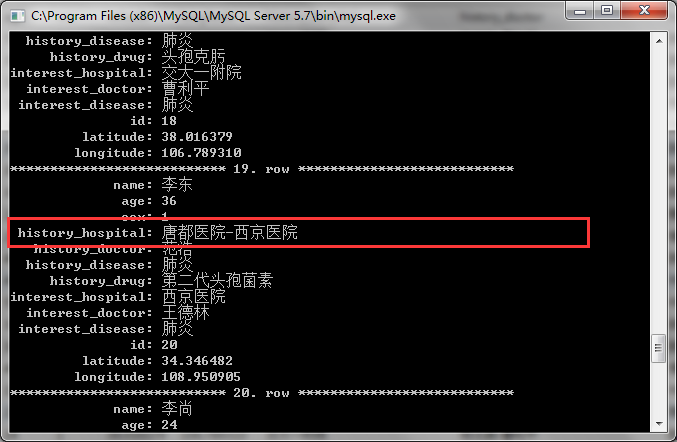 C:\Program Files (x86)\MySQL\MySQL Server 5.7\bin\mysql.exe
history_disease: 肺炎
history_drug: 头孢克肟
interest_hospital: 交大一附院
interest_doctor: 曹利平
interest_disease: 肺炎
id: 18
latitude: 38.016379
longitude: 106.789310
*************************** 19. row ***************************
name: 李东
age: 36
sex: 1
history_hospital: 唐都医院-西京医院
history_doctor: 范浩
history_disease: 肺炎
history_drug: 第二代头孢菌素
interest_hospital: 西京医院
interest_doctor: 王德林
interest_disease: 肺炎
id: 20
latitude: 34.346482
longitude: 108.950905
*************************** 20. row ***************************
name: 李尚
age: 24